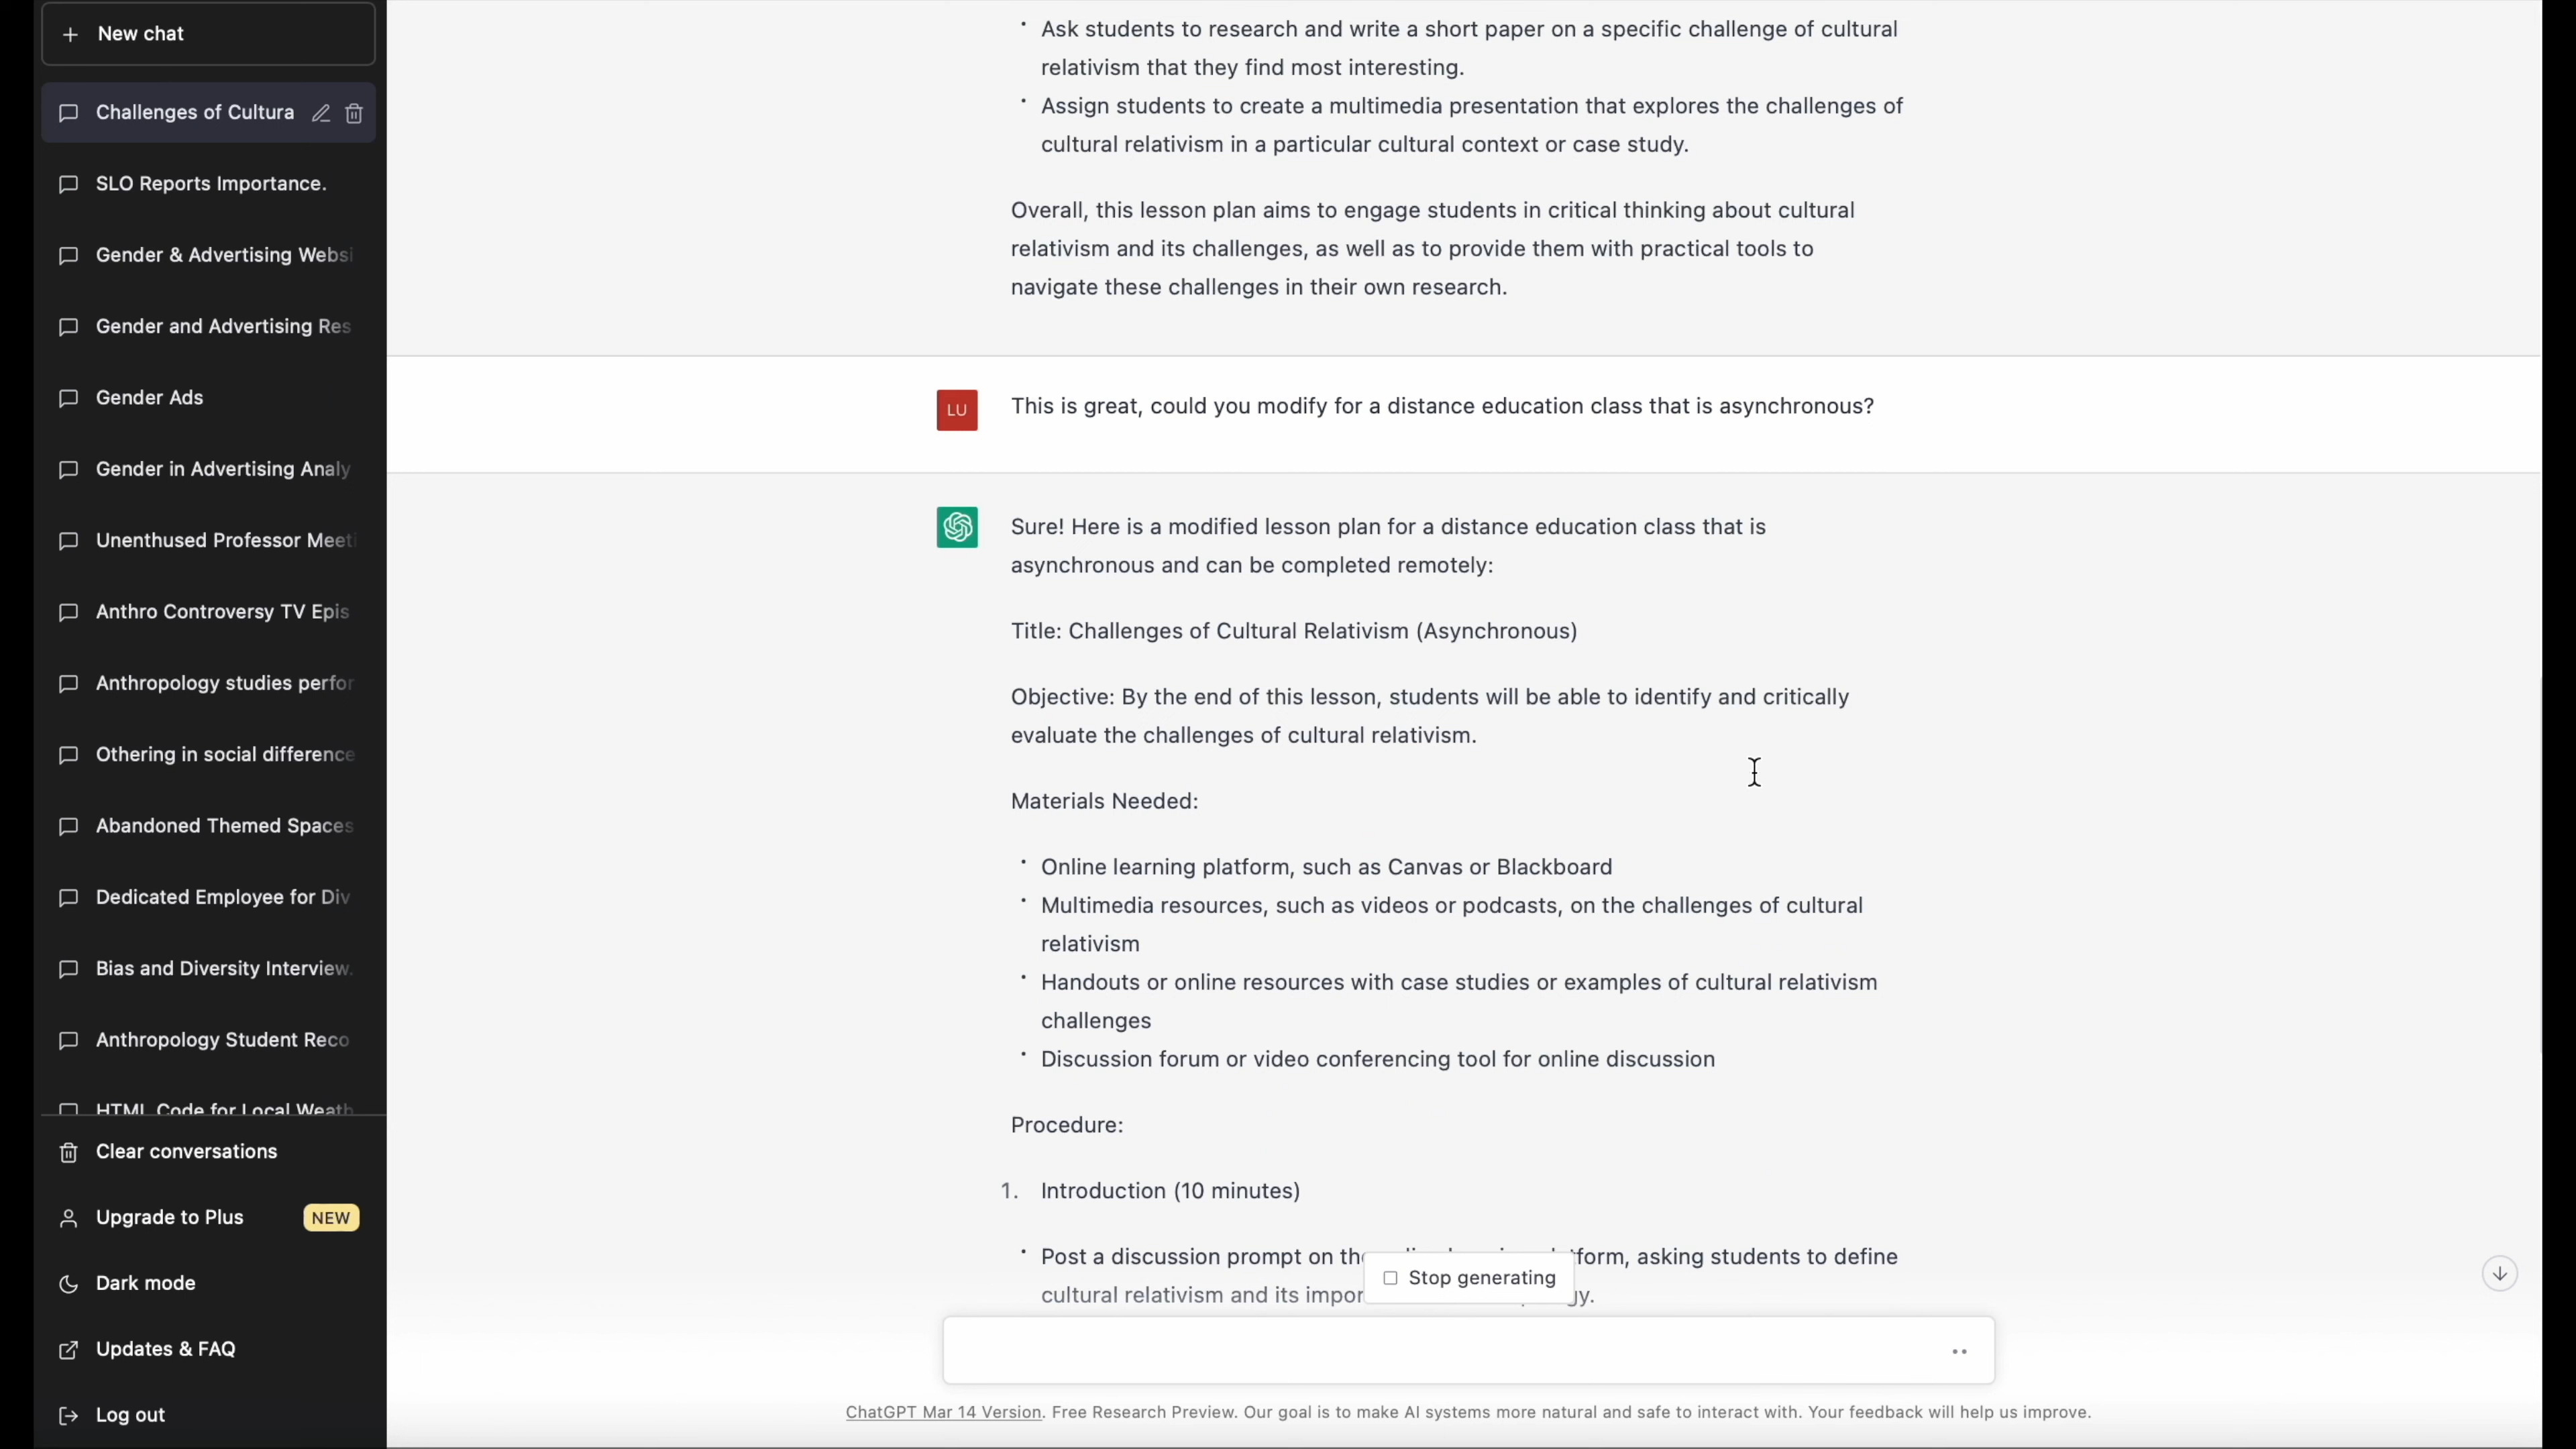 New chat
Challenges of Cultura
SLO Reports Importance.
Gender & Advertising Websi
Gender and Advertising Res
Gender Ads
Gender in Advertising Analy
Unenthused Professor Meeti
Anthro Controversy TV Epis
Anthropology studies perfor
Othering in social difference
Abandoned Themed Spaces
Dedicated Employee for Div
Bias and Diversity Interview.
Anthropology Student Reco
HTML Code for Local Weath
Clear conversations
Upgrade to Plus NEW
Dark mode
Updates & FAQ
Log out
• Ask students to research and write a short paper on a specific challenge of cultural
relativism that they find most interesting.
• Assign students to create a multimedia presentation that explores the challenges of
cultural relativism in a particular cultural context or case study.
Overall, this lesson plan aims to engage students in critical thinking about cultural
relativism and its challenges, as well as to provide them with practical tools to
navigate these challenges in their own research.
LU
This is great, could you modify for a distance education class that is asynchronous?
Sure! Here is a modified lesson plan for a distance education class that is
asynchronous and can be completed remotely:
Title: Challenges of Cultural Relativism (Asynchronous)
Objective: By the end of this lesson, students will be able to identify and critically
evaluate the challenges of cultural relativism.
Materials Needed:
• Online learning platform, such as Canvas or Blackboard
• Multimedia resources, such as videos or podcasts, on the challenges of cultural
relativism
• Handouts or online resources with case studies or examples of cultural relativism
challenges
• Discussion forum or video conferencing tool for online discussion
Procedure:
1. Introduction (10 minutes)
• Post a discussion prompt on the asking students to define
cultural relativism and its
Stop generating
ChatGPT Mar 14 Version. Free Research Preview. Our goal is to make AI systems more natural and safe to interact with. Your feedback will help us improve.